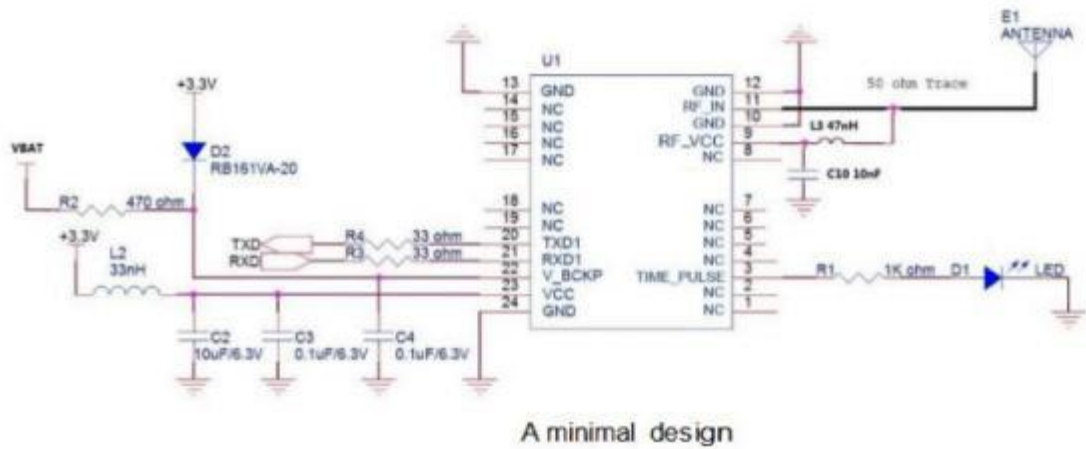 E1
ANTENNA
U1
50 ohm Trace
+3.3V
D2
RB161VA-20
VBAT
R2 470 ohm
+3.3V
L2
33nH
TXD R4 33 ohm
RXD R3 33 ohm
C2
10uF/6.3V
C3
0.1uF/6.3V
C4
0.1uF/6.3V
13 GND
14 NC
15 NC
16 NC
17 NC
18 NC
19 NC
20 TXD1
21 RXD1
22 V_BCKP
23 VCC
24 GND
GND 12
RF_IN 11
GND 10
RF_VCC 9
NC 8
NC 7
NC 6
NC 5
NC 4
TIME_PULSE 3
NC 2
NC 1
L3 47nH
C10 10nF
R1 1K ohm D1 LED
A minimal design